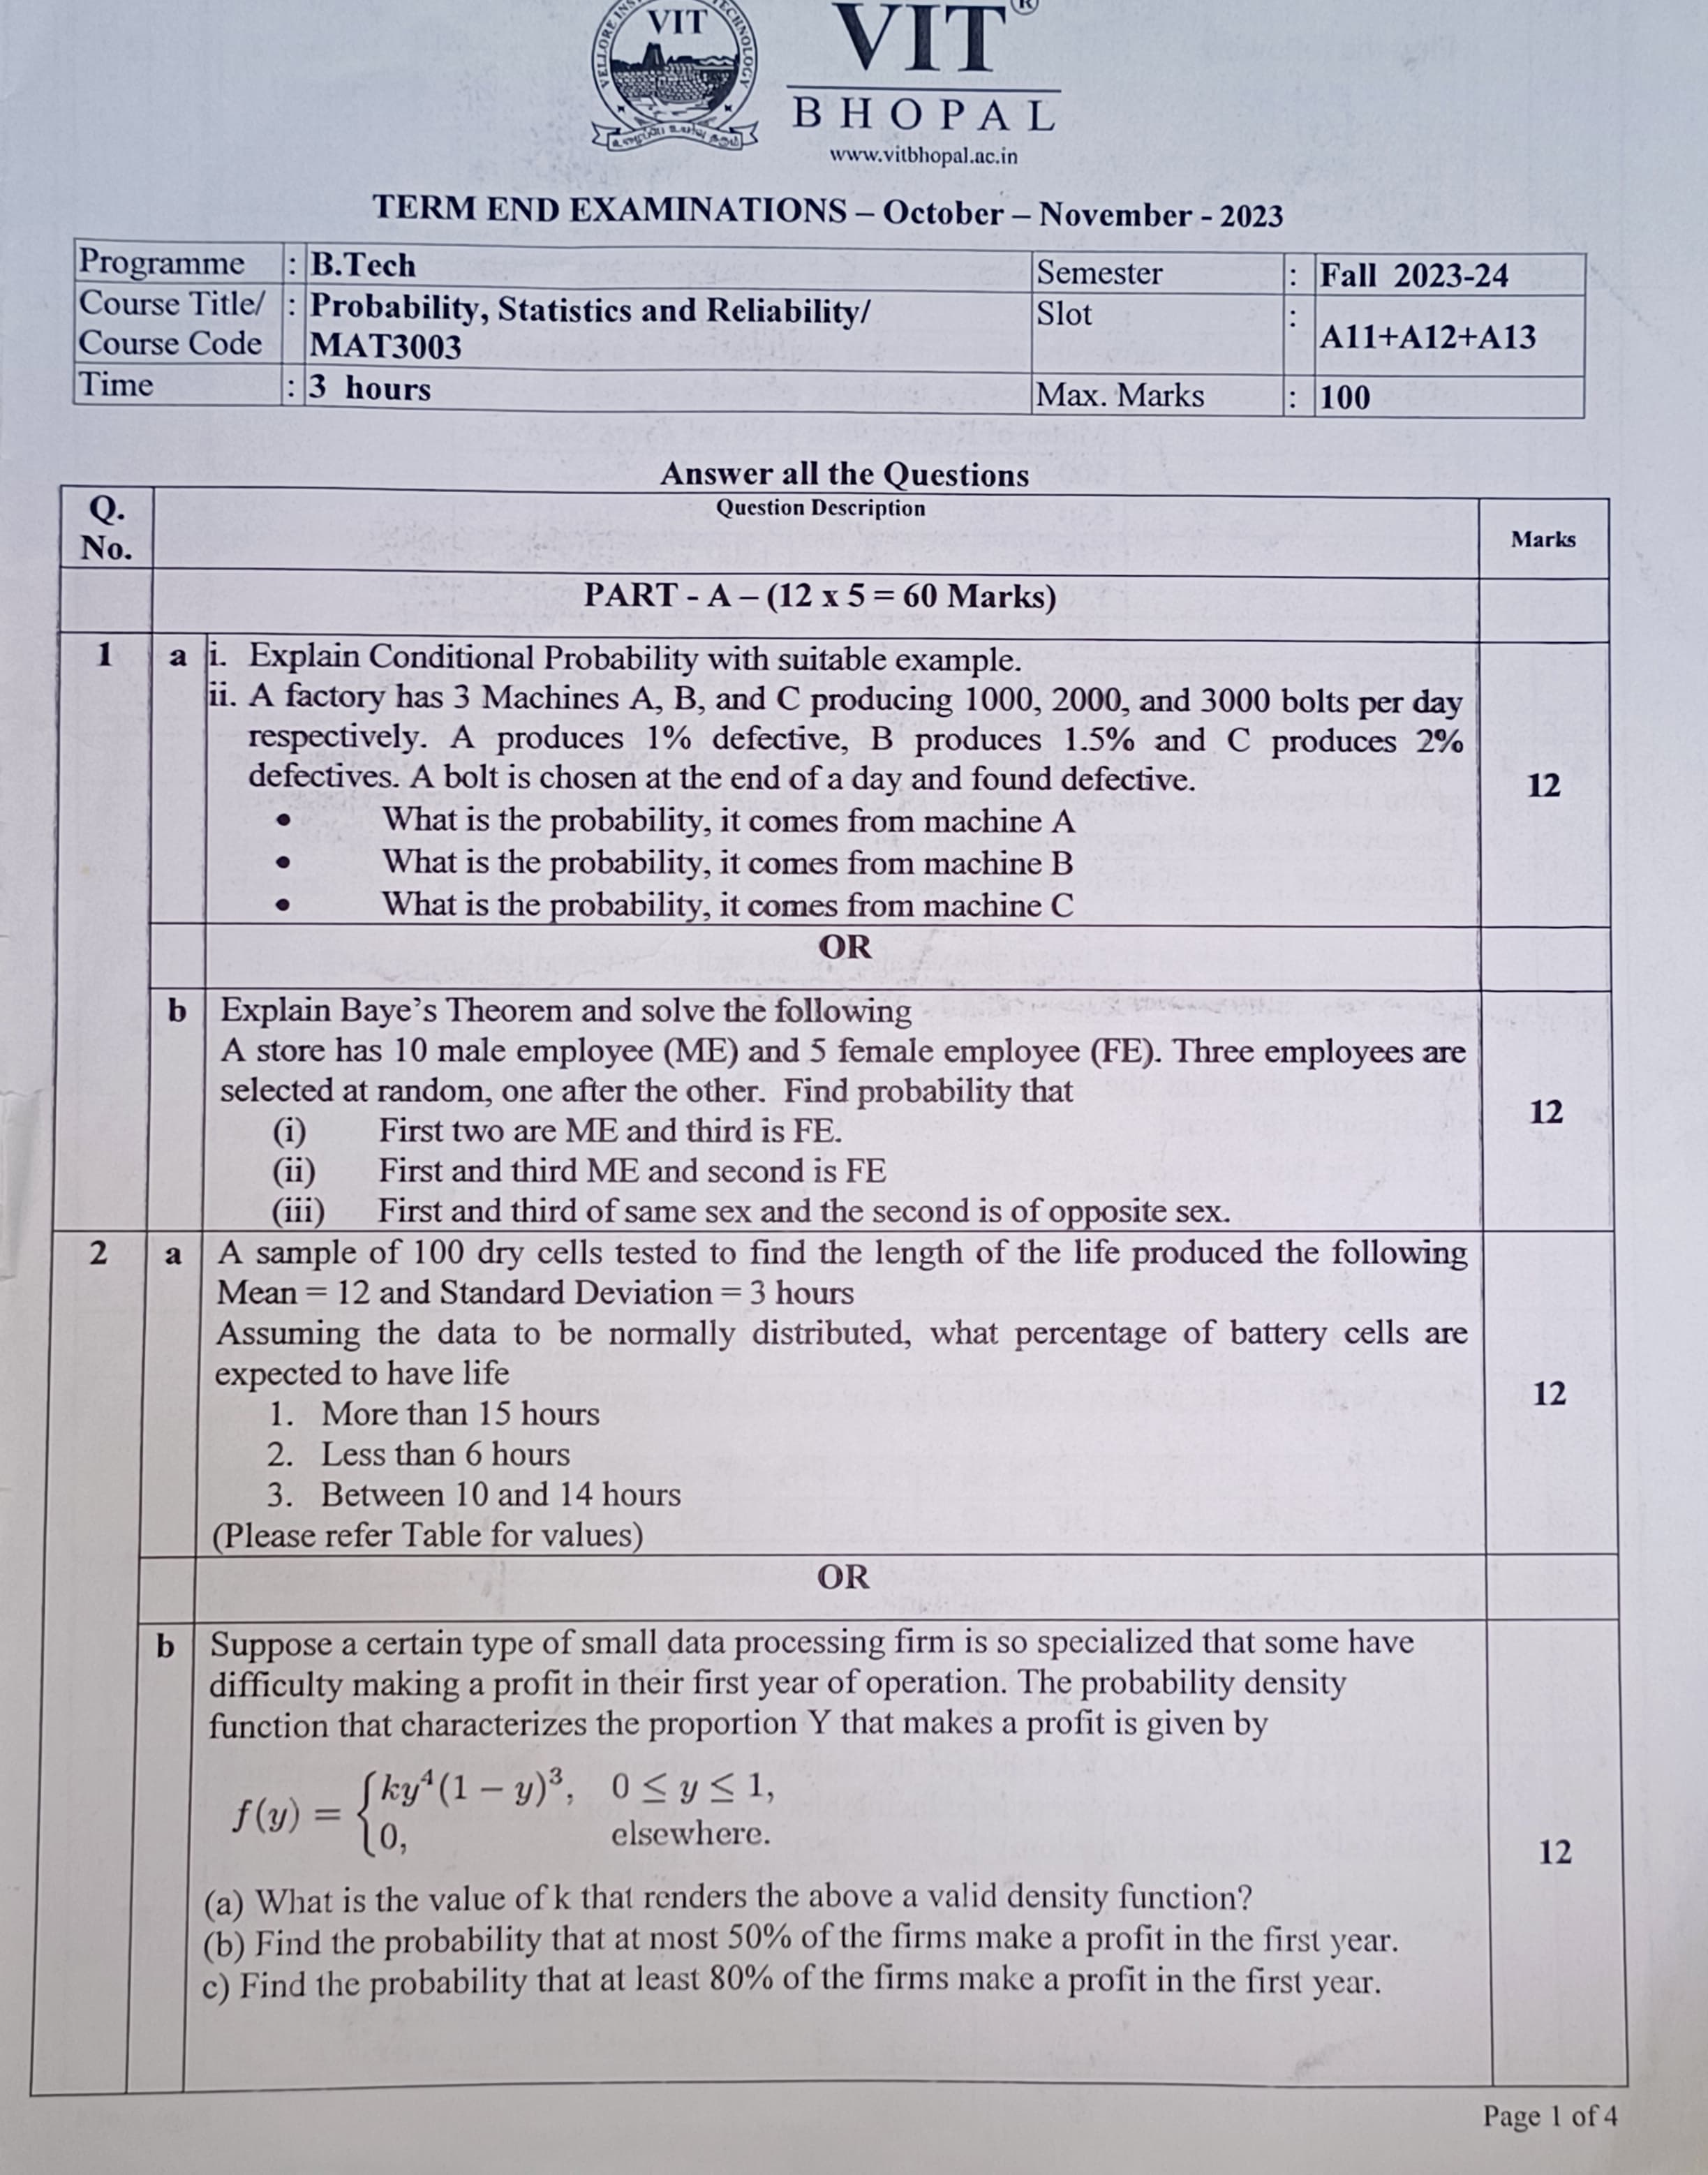 VIT
VIT®
BHOPAL
www.vitbhopal.ac.in
TERM END EXAMINATIONS – October – November - 2023
Programme : B.Tech Semester : Fall 2023-24
Course Title/ : Probability, Statistics and Reliability/ Slot :
Course Code MAT3003 A11+A12+A13
Time : 3 hours Max. Marks : 100
Answer all the Questions
Q. No. Question Description Marks
PART - A – (12 x 5 = 60 Marks)
1 a i. Explain Conditional Probability with suitable example.
ii. A factory has 3 Machines A, B, and C producing 1000, 2000, and 3000 bolts per day
respectively. A produces 1% defective, B produces 1.5% and C produces 2%
defectives. A bolt is chosen at the end of a day and found defective.
12
• What is the probability, it comes from machine A
• What is the probability, it comes from machine B
• What is the probability, it comes from machine C
OR
b Explain Baye's Theorem and solve the following
A store has 10 male employee (ME) and 5 female employee (FE). Three employees are
selected at random, one after the other. Find probability that
12
(i) First two are ME and third is FE.
(ii) First and third ME and second is FE
(iii) First and third of same sex and the second is of opposite sex.
2 a A sample of 100 dry cells tested to find the length of the life produced the following
Mean = 12 and Standard Deviation = 3 hours
Assuming the data to be normally distributed, what percentage of battery cells are
expected to have life
12
1. More than 15 hours
2. Less than 6 hours
3. Between 10 and 14 hours
(Please refer Table for values)
OR
b Suppose a certain type of small data processing firm is so specialized that some have
difficulty making a profit in their first year of operation. The probability density
function that characterizes the proportion Y that makes a profit is given by
f(y) = { ky⁴(1 − y)³, 0 ≤ y ≤ 1,
0, elsewhere.
12
(a) What is the value of k that renders the above a valid density function?
(b) Find the probability that at most 50% of the firms make a profit in the first year.
c) Find the probability that at least 80% of the firms make a profit in the first year.
Page 1 of 4